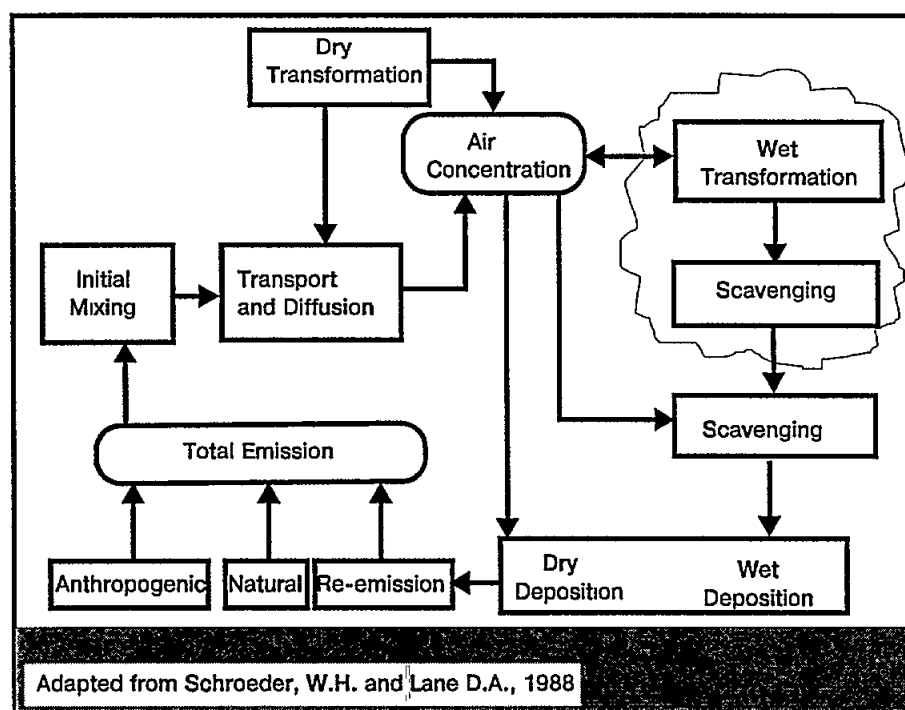 Dry
Transformation
Air
Concentration
Wet
Transformation
Initial
Mixing
Transport
and Diffusion
Scavenging
Scavenging
Total Emission
Anthropogenic
Natural
Re-emission
Dry
Deposition
Wet
Deposition
Adapted from Schroeder, W.H. and Lane D.A., 1988